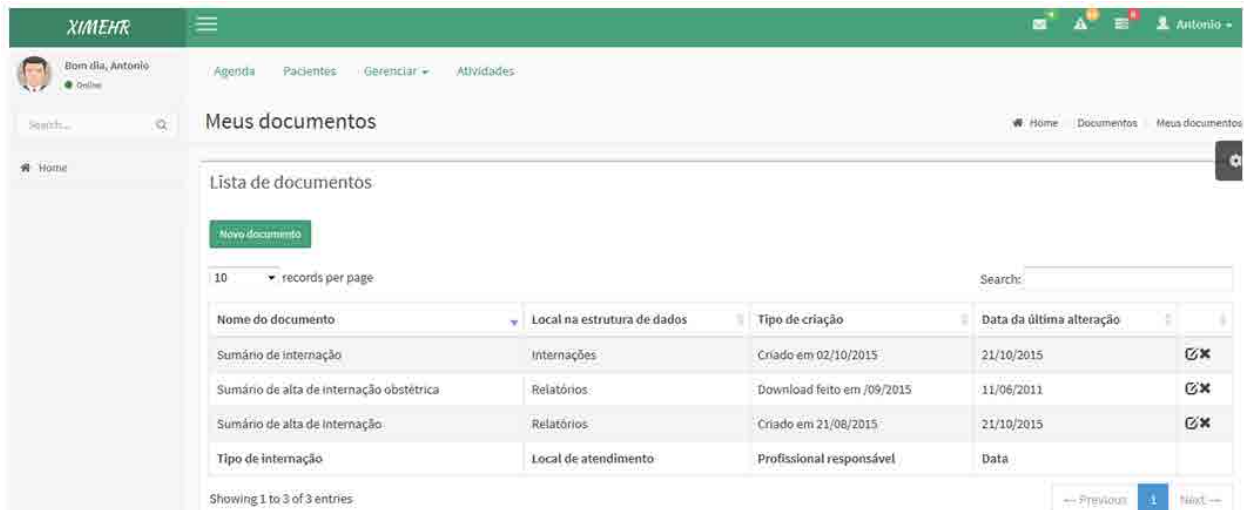 XIMEHR
Antonio
Bom dia, Antonio
Online
Search...
Home
Agenda Pacientes Gerenciar Atividades
Meus documentos
Home Documentos Meus documentos
Lista de documentos
Novo documento
10 records per page
Search:
Nome do documento Local na estrutura de dados Tipo de criação Data da última alteração
Sumário de internação Internações Criado em 02/10/2015 21/10/2015
Sumário de alta de internação obstétrica Relatórios Download feito em /09/2015 11/06/2011
Sumário de alta de Internação Relatórios Criado em 21/08/2015 21/10/2015
Tipo de internação Local de atendimento Profissional responsável Data
Showing 1 to 3 of 3 entries
← Previous 1 Next →